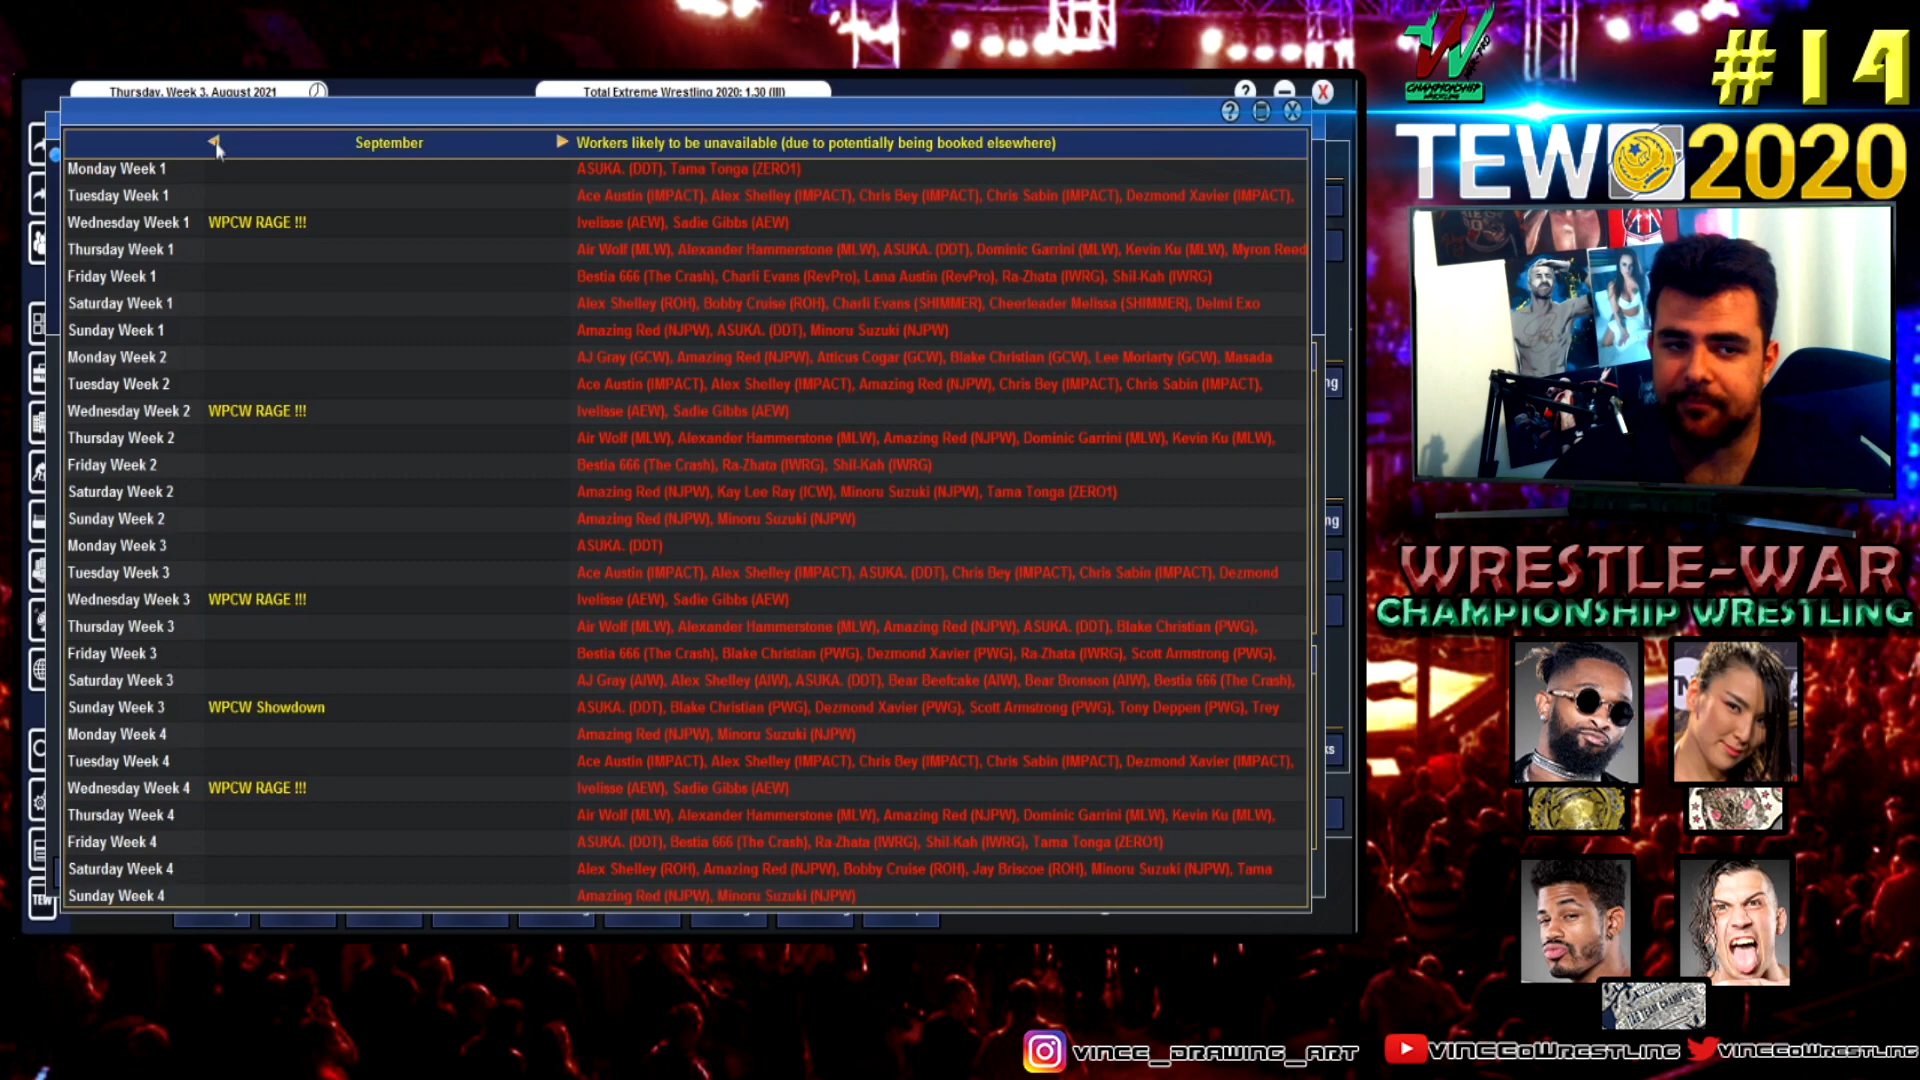 #14
CHAMPIONSHIP
TEW 2020
Thursday, Week 3, August 2021
Total Extreme Wrestling 2020: 1.30 (III)
September
Workers likely to be unavailable (due to potentially being booked elsewhere)
Monday Week 1 ASUKA. (DDT), Tama Tonga (ZERO1)
Tuesday Week 1 Ace Austin (IMPACT), Alex Shelley (IMPACT), Chris Bey (IMPACT), Chris Sabin (IMPACT), Dezmond Xavier (IMPACT),
Wednesday Week 1 WPCW RAGE !!! Ivelisse (AEW), Sadie Gibbs (AEW)
Thursday Week 1 Air Wolf (MLW), Alexander Hammerstone (MLW), ASUKA. (DDT), Dominic Garrini (MLW), Kevin Ku (MLW), Myron Reed
Friday Week 1 Bestia 666 (The Crash), Charli Evans (RevPro), Lana Austin (RevPro), Ra-Zhata (IWRG), Shil-Kah (IWRG)
Saturday Week 1 Alex Shelley (ROH), Bobby Cruise (ROH), Charli Evans (SHIMMER), Cheerleader Melissa (SHIMMER), Delmi Exo
Sunday Week 1 Amazing Red (NJPW), ASUKA. (DDT), Minoru Suzuki (NJPW)
Monday Week 2 AJ Gray (GCW), Amazing Red (NJPW), Atticus Cogar (GCW), Blake Christian (GCW), Lee Moriarty (GCW), Masada
Tuesday Week 2 Ace Austin (IMPACT), Alex Shelley (IMPACT), Amazing Red (NJPW), Chris Bey (IMPACT), Chris Sabin (IMPACT),
Wednesday Week 2 WPCW RAGE !!! Ivelisse (AEW), Sadie Gibbs (AEW)
Thursday Week 2 Air Wolf (MLW), Alexander Hammerstone (MLW), Amazing Red (NJPW), Dominic Garrini (MLW), Kevin Ku (MLW),
Friday Week 2 Bestia 666 (The Crash), Ra-Zhata (IWRG), Shil-Kah (IWRG)
Saturday Week 2 Amazing Red (NJPW), Kay Lee Ray (ICW), Minoru Suzuki (NJPW), Tama Tonga (ZERO1)
Sunday Week 2 Amazing Red (NJPW), Minoru Suzuki (NJPW)
Monday Week 3 ASUKA. (DDT)
Tuesday Week 3 Ace Austin (IMPACT), Alex Shelley (IMPACT), ASUKA. (DDT), Chris Bey (IMPACT), Chris Sabin (IMPACT), Dezmond
Wednesday Week 3 WPCW RAGE !!! Ivelisse (AEW), Sadie Gibbs (AEW)
Thursday Week 3 Air Wolf (MLW), Alexander Hammerstone (MLW), Amazing Red (NJPW), ASUKA. (DDT), Blake Christian (PWG),
Friday Week 3 Bestia 666 (The Crash), Blake Christian (PWG), Dezmond Xavier (PWG), Ra-Zhata (IWRG), Scott Armstrong (PWG),
Saturday Week 3 AJ Gray (AIW), Alex Shelley (AIW), ASUKA. (DDT), Bear Beefcake (AIW), Bear Bronson (AIW), Bestia 666 (The Crash),
Sunday Week 3 WPCW Showdown ASUKA. (DDT), Blake Christian (PWG), Dezmond Xavier (PWG), Scott Armstrong (PWG), Tony Deppen (PWG), Trey
Monday Week 4 Amazing Red (NJPW), Minoru Suzuki (NJPW)
Tuesday Week 4 Ace Austin (IMPACT), Alex Shelley (IMPACT), Chris Bey (IMPACT), Chris Sabin (IMPACT), Dezmond Xavier (IMPACT),
Wednesday Week 4 WPCW RAGE !!! Ivelisse (AEW), Sadie Gibbs (AEW)
Thursday Week 4 Air Wolf (MLW), Alexander Hammerstone (MLW), Amazing Red (NJPW), Dominic Garrini (MLW), Kevin Ku (MLW),
Friday Week 4 ASUKA. (DDT), Bestia 666 (The Crash), Ra-Zhata (IWRG), Shil-Kah (IWRG), Tama Tonga (ZERO1)
Saturday Week 4 Alex Shelley (ROH), Amazing Red (NJPW), Bobby Cruise (ROH), Jay Briscoe (ROH), Minoru Suzuki (NJPW), Tama
Sunday Week 4 Amazing Red (NJPW), Minoru Suzuki (NJPW)
ng
ng
ks
TEW
WRESTLE-WAR
CHAMPIONSHIP WRESTLING
VINCE_DRAWING_ART
VINCEOWRESTLING
VINCEOWRESTLING